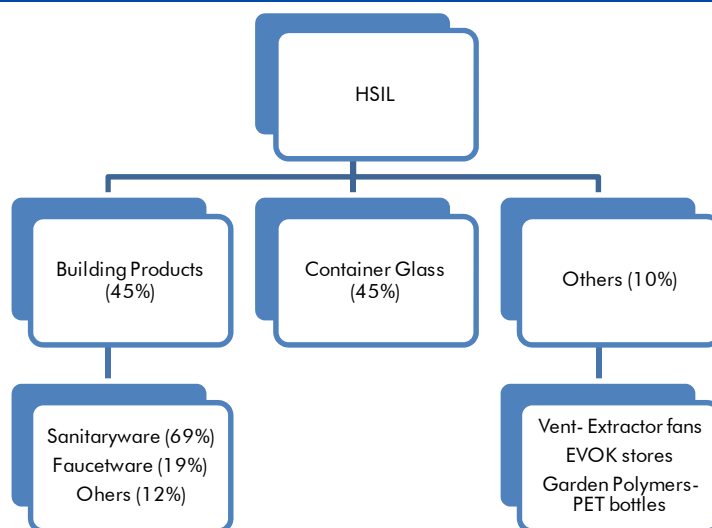 HSIL
Building Products
(45%)
Container Glass
(45%)
Others (10%)
Sanitaryware (69%)
Faucetware (19%)
Ohers (12%)
Vent- Extractor fans
EVOK stores
Garden Polymers-
PET bottles